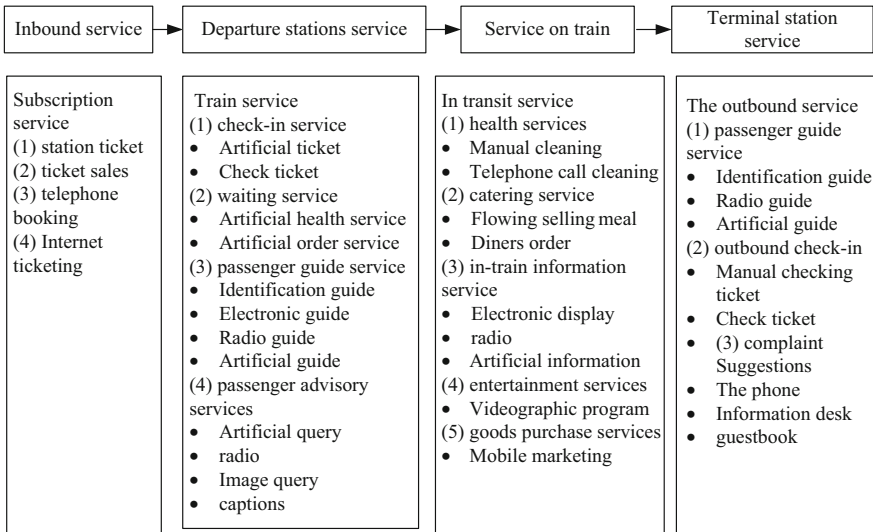 Inbound service
Departure stations service
Service on train
Terminal station
service
Subscription
service
(1) station ticket
(2) ticket sales
(3) telephone
booking
(4) Internet
ticketing
Train service
(1) check-in service
• Artificial ticket
• Check ticket
(2) waiting service
• Artificial health service
• Artificial order service
(3) passenger guide service
• Identification guide
• Electronic guide
• Radio guide
• Artificial guide
(4) passenger advisory
services
• Artificial query
• radio
• Image query
• captions
In transit service
(1) health services
• Manual cleaning
• Telephone call cleaning
(2) catering service
• Flowing selling meal
• Diners order
(3) in-train information
service
• Electronic display
• radio
• Artificial information
(4) entertainment services
• Videographic program
(5) goods purchase services
• Mobile marketing
The outbound service
(1) passenger guide
service
• Identification guide
• Radio guide
• Artificial guide
(2) outbound check-in
• Manual checking
ticket
• Check ticket
• (3) complaint
Suggestions
• The phone
• Information desk
• guestbook